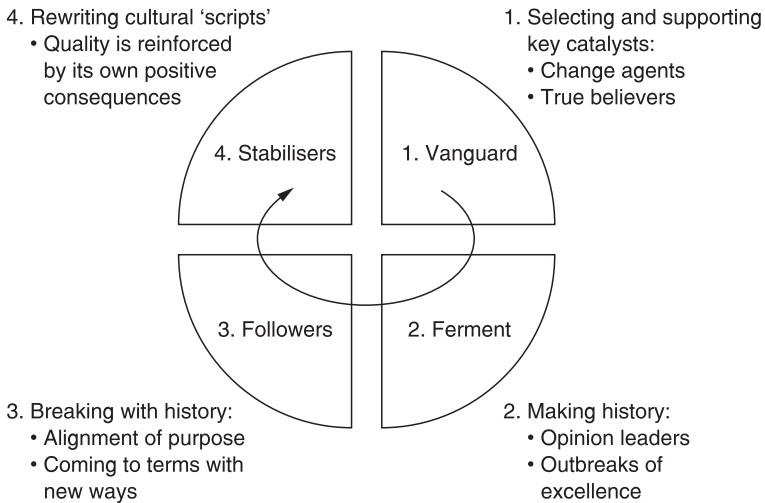 4. Rewriting cultural ‘scripts’
• Quality is reinforced
by its own positive
consequences
1. Selecting and supporting
key catalysts:
• Change agents
• True believers
4. Stabilisers
1. Vanguard
3. Followers
2. Ferment
3. Breaking with history:
• Alignment of purpose
• Coming to terms with
new ways
2. Making history:
• Opinion leaders
• Outbreaks of
excellence